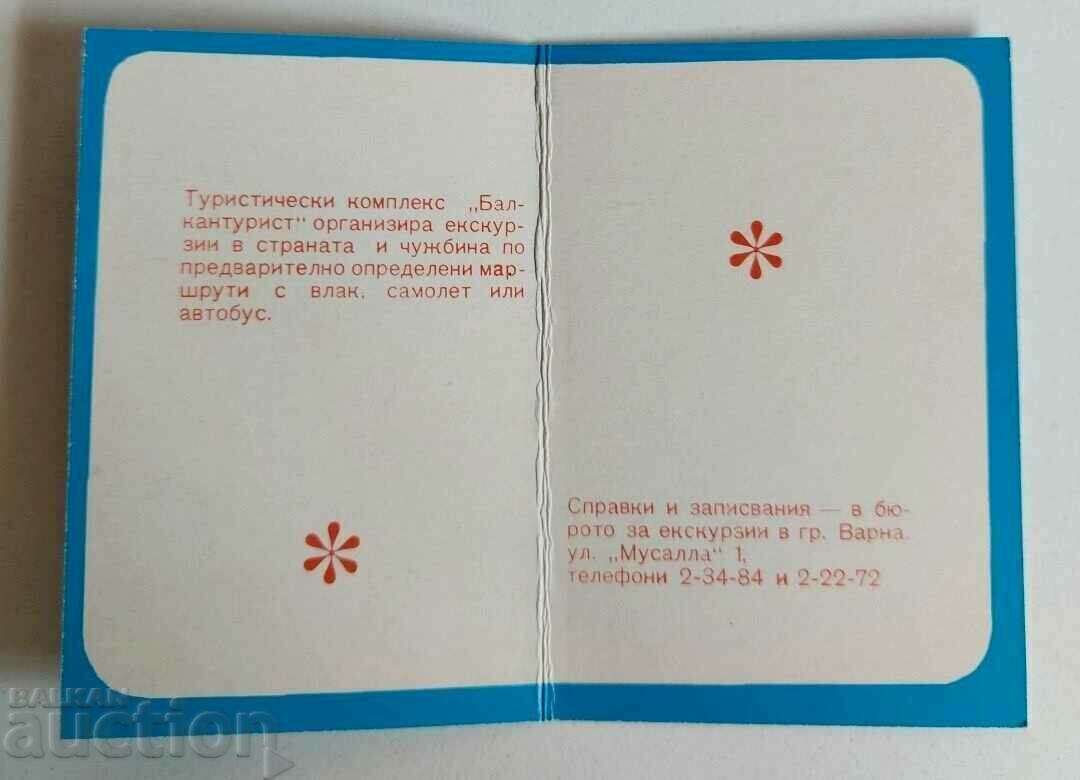 Туристически комплекс „Бал-
кантурист“ организира екскур-
зии в страната и чужбина по
предварително определени мар-
шрути с влак, самолет или
автобус.
Справки и записвания — в бю-
рото за екскурзии в гр. Варна,
ул. „Мусалла“ 1,
телефони 2-34-84 и 2-22-72
BALKAN
auction